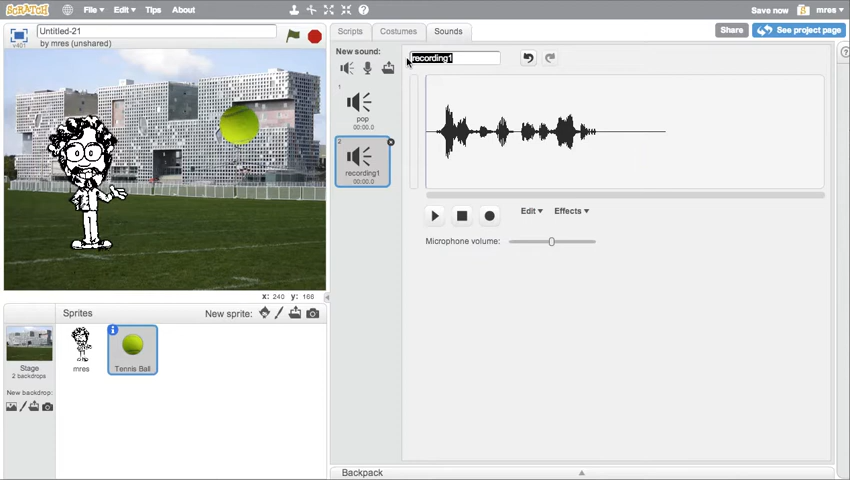 SCRATCH
File
Edit
Tips
About
Save now
mres
Untitled-21
by mres (unshared)
v401
Scripts
Costumes
Sounds
Share
See project page
New sound:
recording1
1
pop
00:00.0
2
recording1
00:00.0
Edit
Effects
Microphone volume:
x: 240 y: 166
Sprites
New sprite:
Stage
2 backdrops
New backdrop:
mres
Tennis Ball
Backpack